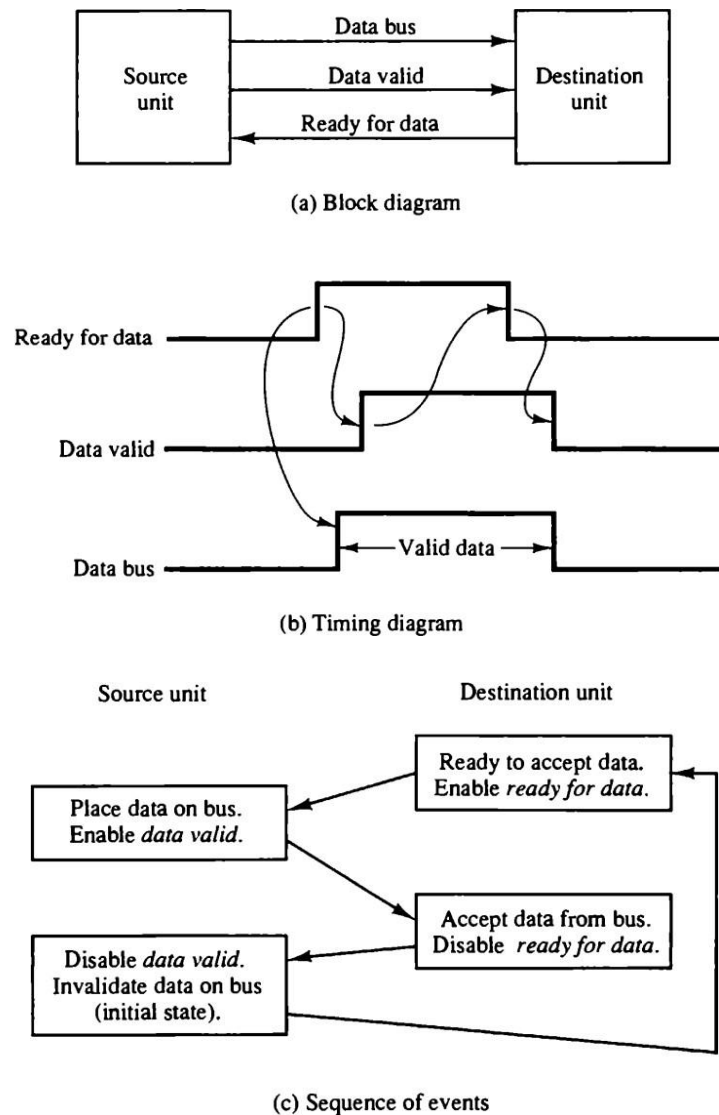 Data bus
Source
unit
Data valid
Destination
unit
Ready for data
(a) Block diagram
Ready for data
Data valid
Valid data
Data bus
(b) Timing diagram
Source unit
Destination unit
Ready to accept data.
Enable ready for data.
Place data on bus.
Enable data valid.
Accept data from bus.
Disable ready for data.
Disable data valid.
Invalidate data on bus
(initial state).
(c) Sequence of events